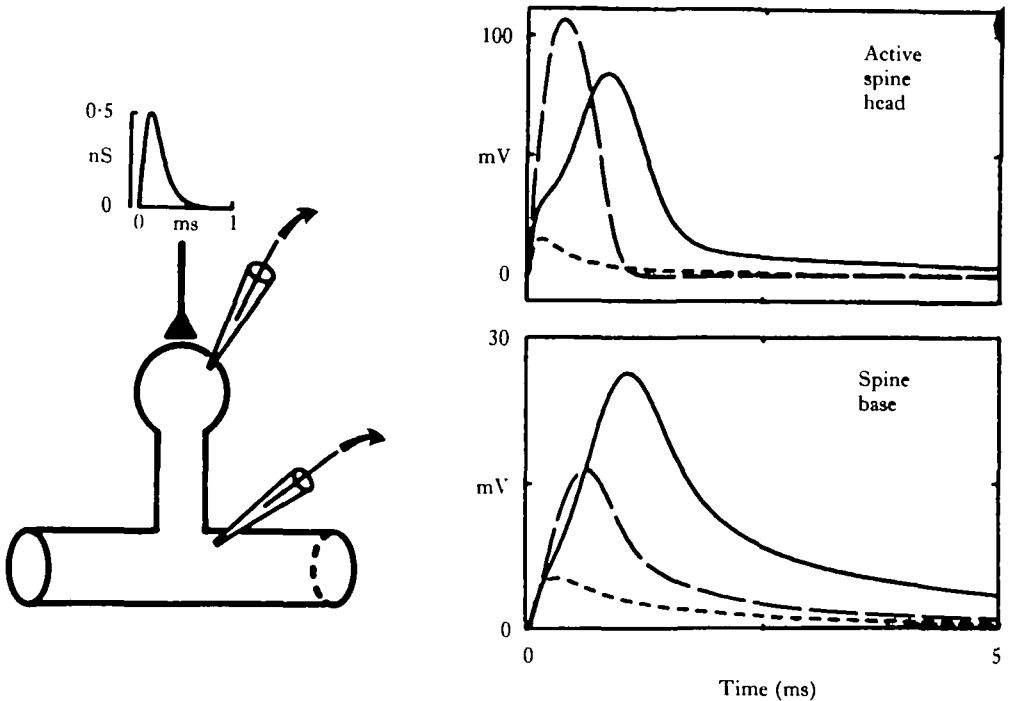 0·5
nS
0
0 ms 1
100
mV
0
Active
spine
head
30
mV
0
Spine
base
0 5
Time (ms)